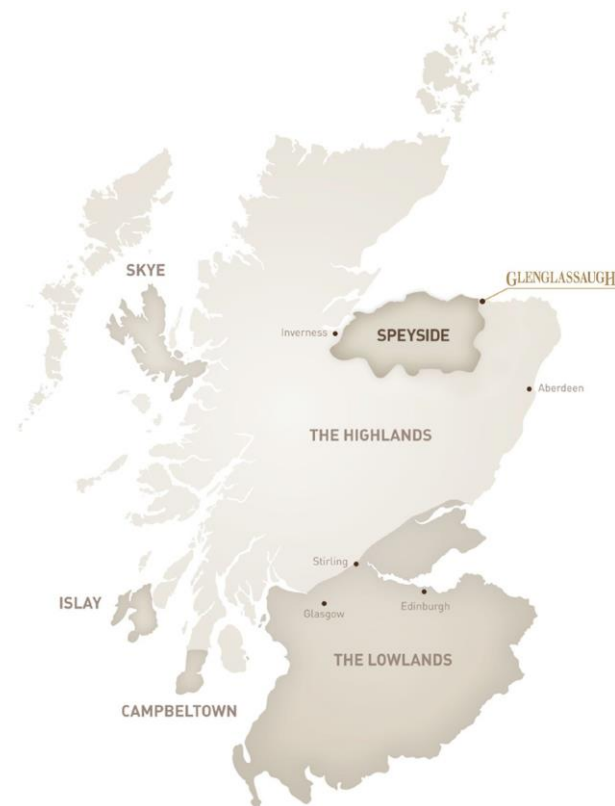 SKYE
GLENGLASSAUGH
Inverness
SPEYSIDE
Aberdeen
THE HIGHLANDS
Stirling
ISLAY
Glasgow
Edinburgh
THE LOWLANDS
CAMPBELTOWN